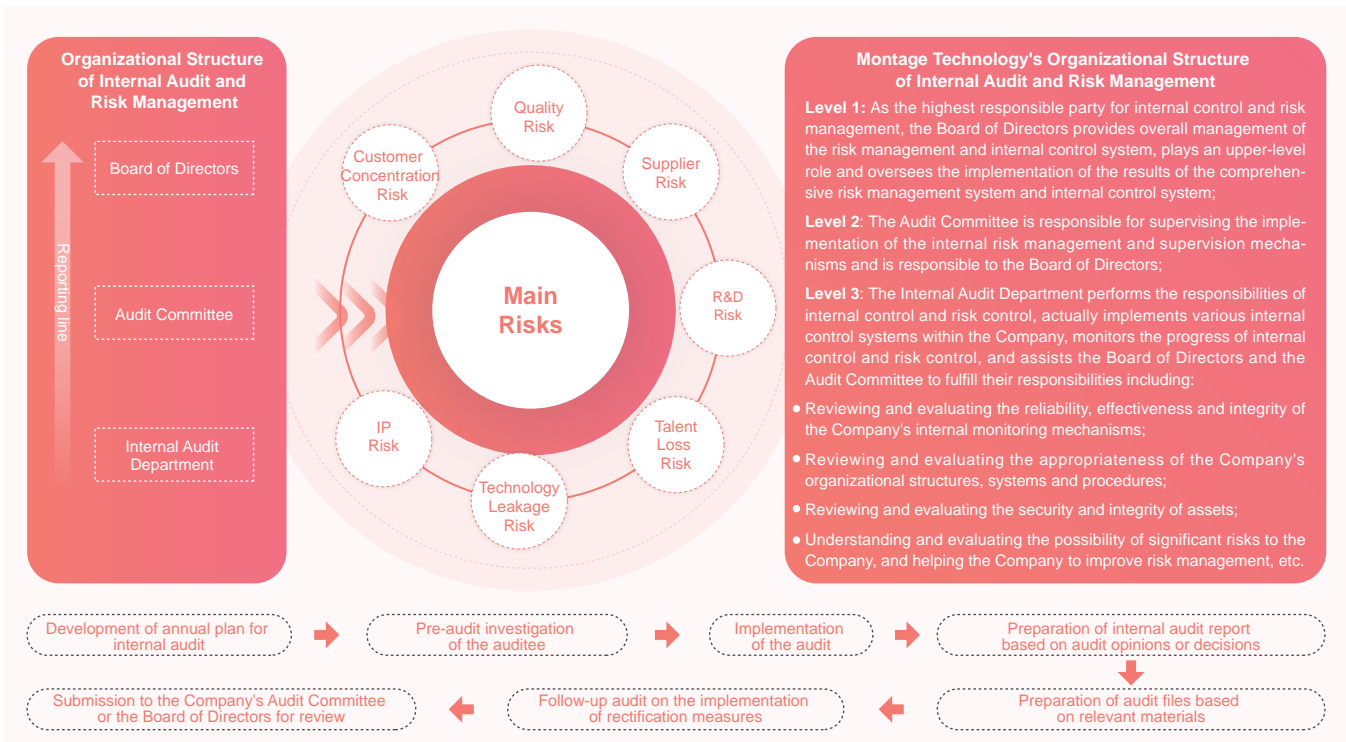 Organizational Structure
of Internal Audit and
Risk Management
Board of Directors
Reporting line
Audit Committee
Internal Audit
Department
Quality
Risk
Customer
Concentration
Risk
Supplier
Risk
Main
Risks
R&D
Risk
IP
Risk
Talent
Loss
Risk
Technology
Leakage
Risk
Montage Technology's Organizational Structure
of Internal Audit and Risk Management
Level 1: As the highest responsible party for internal control and risk
management, the Board of Directors provides overall management of
the risk management and internal control system, plays an upper-level
role and oversees the implementation of the results of the comprehen-
sive risk management system and internal control system;
Level 2: The Audit Committee is responsible for supervising the imple-
mentation of the internal risk management and supervision mecha-
nisms and is responsible to the Board of Directors;
Level 3: The Internal Audit Department performs the responsibilities of
internal control and risk control, actually implements various internal
control systems within the Company, monitors the progress of internal
control and risk control, and assists the Board of Directors and the
Audit Committee to fulfill their responsibilities including:
• Reviewing and evaluating the reliability, effectiveness and integrity of
the Company's internal monitoring mechanisms;
• Reviewing and evaluating the appropriateness of the Company's
organizational structures, systems and procedures;
• Reviewing and evaluating the security and integrity of assets;
• Understanding and evaluating the possibility of significant risks to the
Company, and helping the Company to improve risk management, etc.
Development of annual plan for
internal audit
Pre-audit investigation
of the auditee
Implementation
of the audit
Preparation of internal audit report
based on audit opinions or decisions
Preparation of audit files based
on relevant materials
Follow-up audit on the implementation
of rectification measures
Submission to the Company's Audit Committee
or the Board of Directors for review